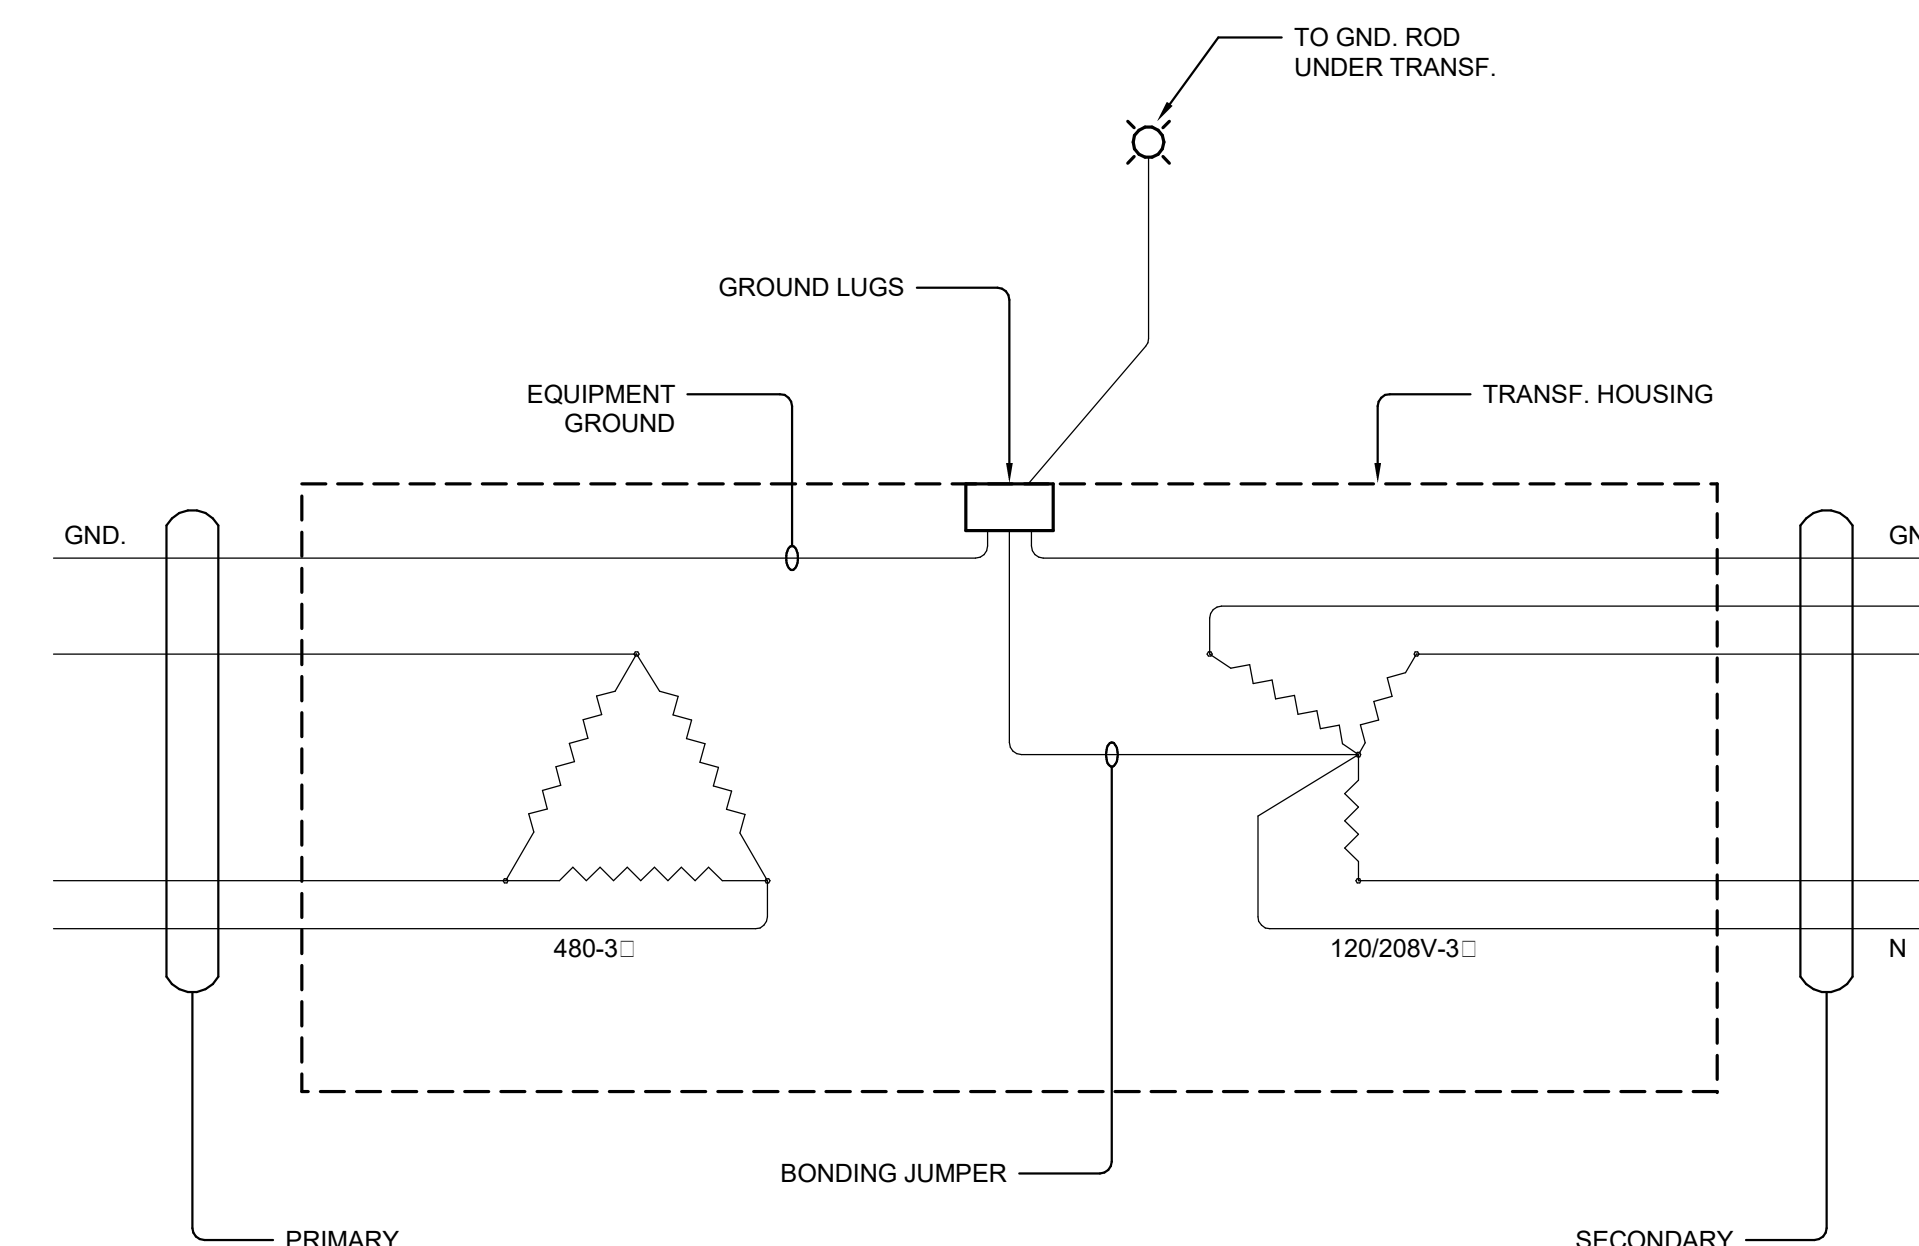 TO GND. ROD
UNDER TRANSF.
GROUND LUGS
EQUIPMENT
GROUND
TRANSF. HOUSING
GND.
GN
480-3□
120/208V-3□
N
BONDING JUMPER
PRIMARY
SECONDARY